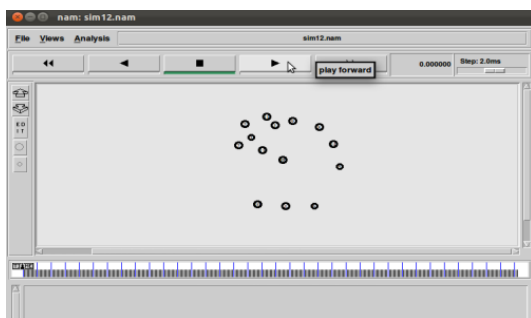 nam: sim12.nam
File Views Analysis sim12.nam
0.000000 Step: 2.0ms
play forward